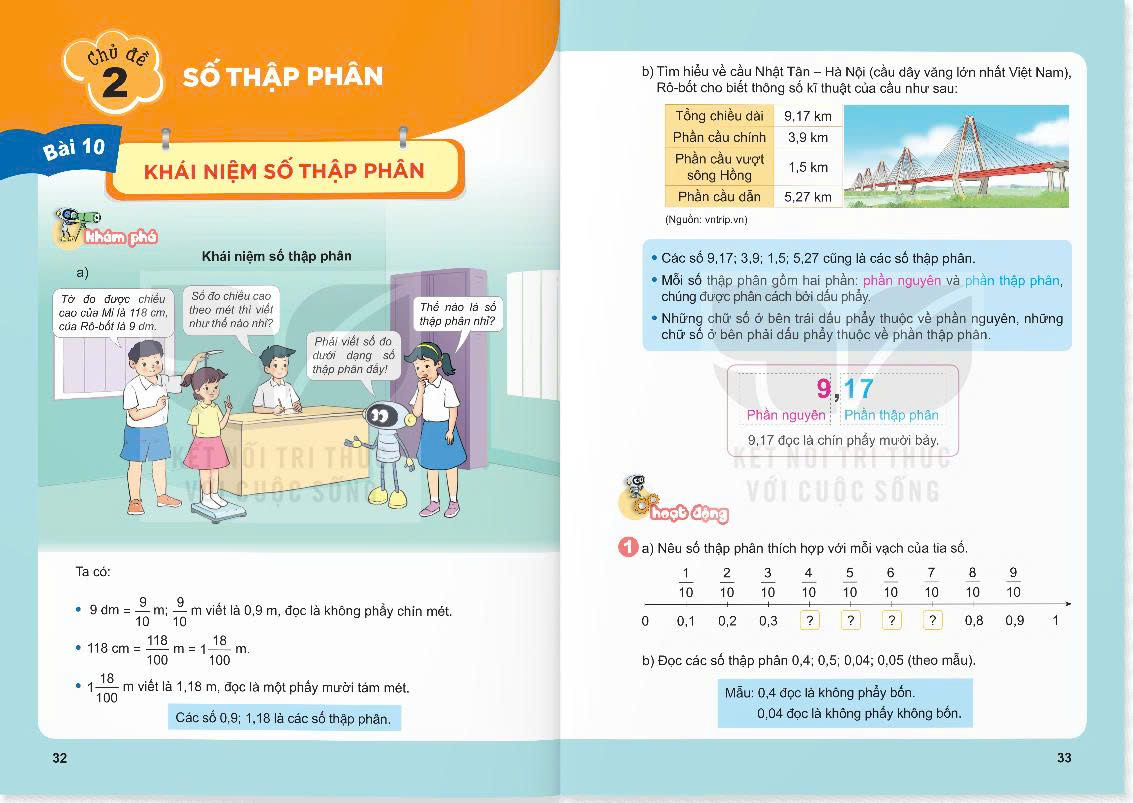 Chủ đề
2
SỐ THẬP PHÂN
Bài 10
KHÁI NIỆM SỐ THẬP PHÂN
Khám phá
Khái niệm số thập phân
a)
Tớ đo được chiều
cao của Mi là 118 cm,
của Rô-bốt là 9 dm.
Số đo chiều cao
theo mét thì viết
như thế nào nhỉ?
Phải viết số đo
dưới dạng số
thập phân đấy!
Thế nào là số
thập phân nhỉ?
KẾT NỐI TRI THỨC
VỚI CUỘC SỐNG
Ta có:
• 9 dm = 9/10 m; 9/10 m viết là 0,9 m, đọc là không phẩy chín mét.
• 118 cm = 118/100 m = 1 18/100 m.
• 1 18/100 m viết là 1,18 m, đọc là một phẩy mười tám mét.
Các số 0,9; 1,18 là các số thập phân.
32
b) Tìm hiểu về cầu Nhật Tân – Hà Nội (cầu dây văng lớn nhất Việt Nam),
Rô-bốt cho biết thông số kĩ thuật của cầu như sau:
Tổng chiều dài 9,17 km
Phần cầu chính 3,9 km
Phần cầu vượt
sông Hồng 1,5 km
Phần cầu dẫn 5,27 km
(Nguồn: vntrip.vn)
• Các số 9,17; 3,9; 1,5; 5,27 cũng là các số thập phân.
• Mỗi số thập phân gồm hai phần: phần nguyên và phần thập phân,
chúng được phân cách bởi dấu phẩy.
• Những chữ số ở bên trái dấu phẩy thuộc về phần nguyên, những
chữ số ở bên phải dấu phẩy thuộc về phần thập phân.
9,17
Phần nguyên Phần thập phân
9,17 đọc là chín phẩy mười bảy.
KẾT NỐI TRI THỨC
VỚI CUỘC SỐNG
hoạt động
1 a) Nêu số thập phân thích hợp với mỗi vạch của tia số.
1/10 2/10 3/10 4/10 5/10 6/10 7/10 8/10 9/10
0 0,1 0,2 0,3 ? ? ? ? 0,8 0,9 1
b) Đọc các số thập phân 0,4; 0,5; 0,04; 0,05 (theo mẫu).
Mẫu: 0,4 đọc là không phẩy bốn.
0,04 đọc là không phẩy không bốn.
33